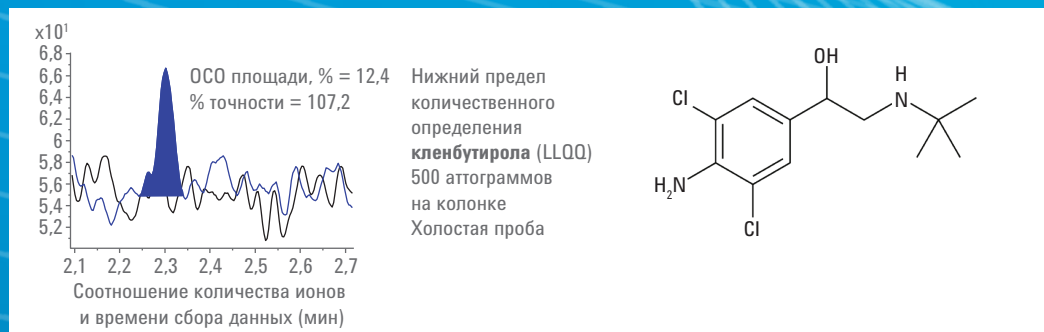 x10¹
6,8
6,6
6,4
6,2
6
5,8
5,6
5,4
5,2
2,1 2,2 2,3 2,4 2,5 2,6 2,7
Соотношение количества ионов
и времени сбора данных (мин)
ОСО площади, % = 12,4
% точности = 107,2
Нижний предел
количественного
определения
кленбутирола (LLQQ)
500 аттограммов
на колонке
Холостая проба
OH
H
N
Cl
H₂N
Cl